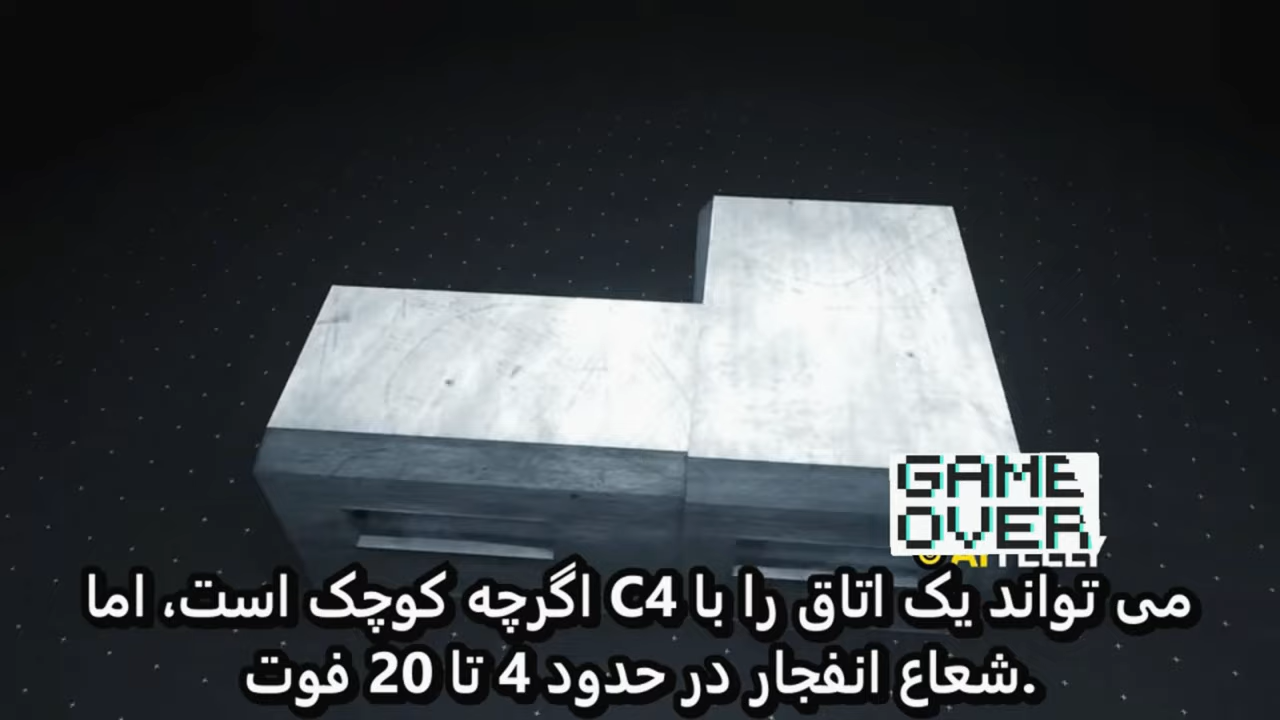 GAME
OVER
می تواند یک اتاق را با C4 اگرچه کوچک است، اما
.شعاع انفجار در حدود 4 تا 20 فوت